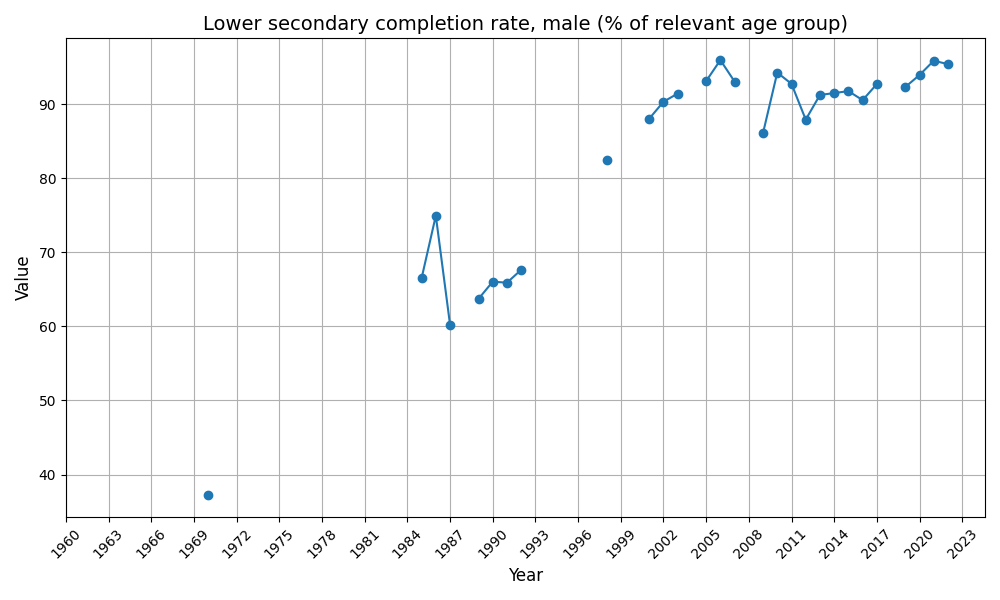 Lower secondary completion rate, male (% of relevant age group)
Value
90
80
70
60
50
40
1960 1963 1966 1969 1972 1975 1978 1981 1984 1987 1990 1993 1996 1999 2002 2005 2008 2011 2014 2017 2020 2023
Year